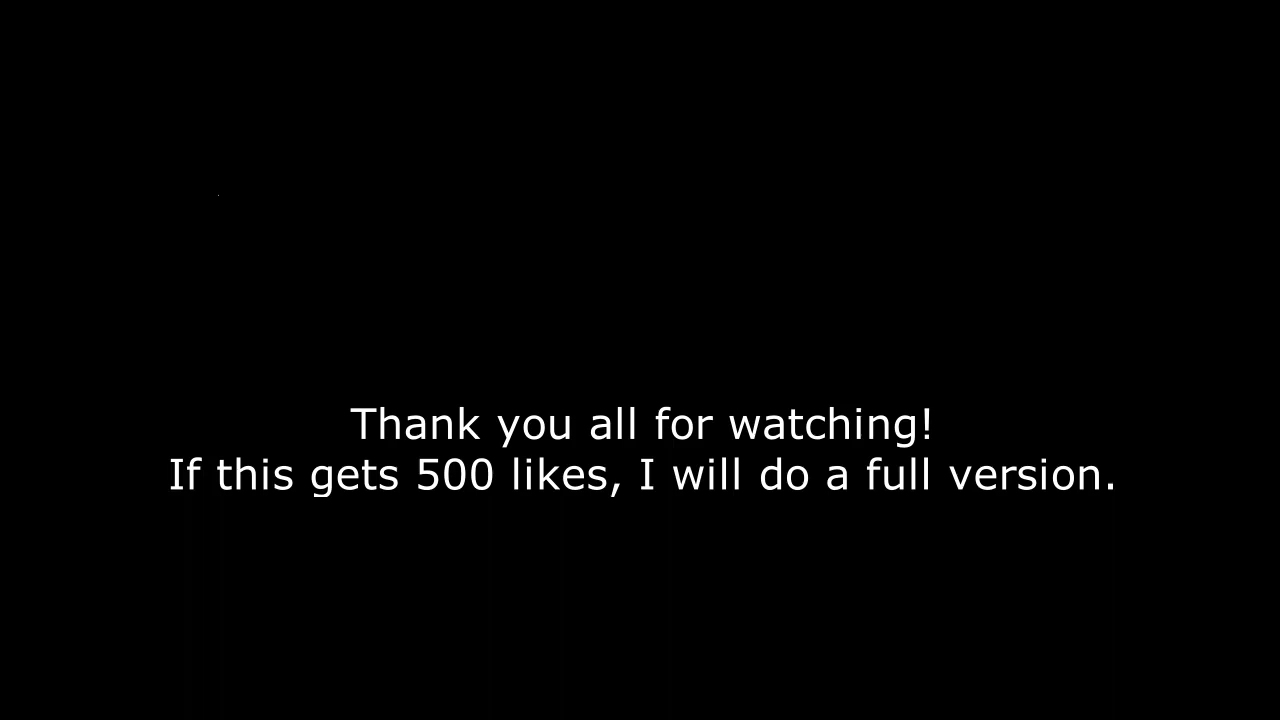 Thank you all for watching!
If this gets 500 likes, I will do a full version.